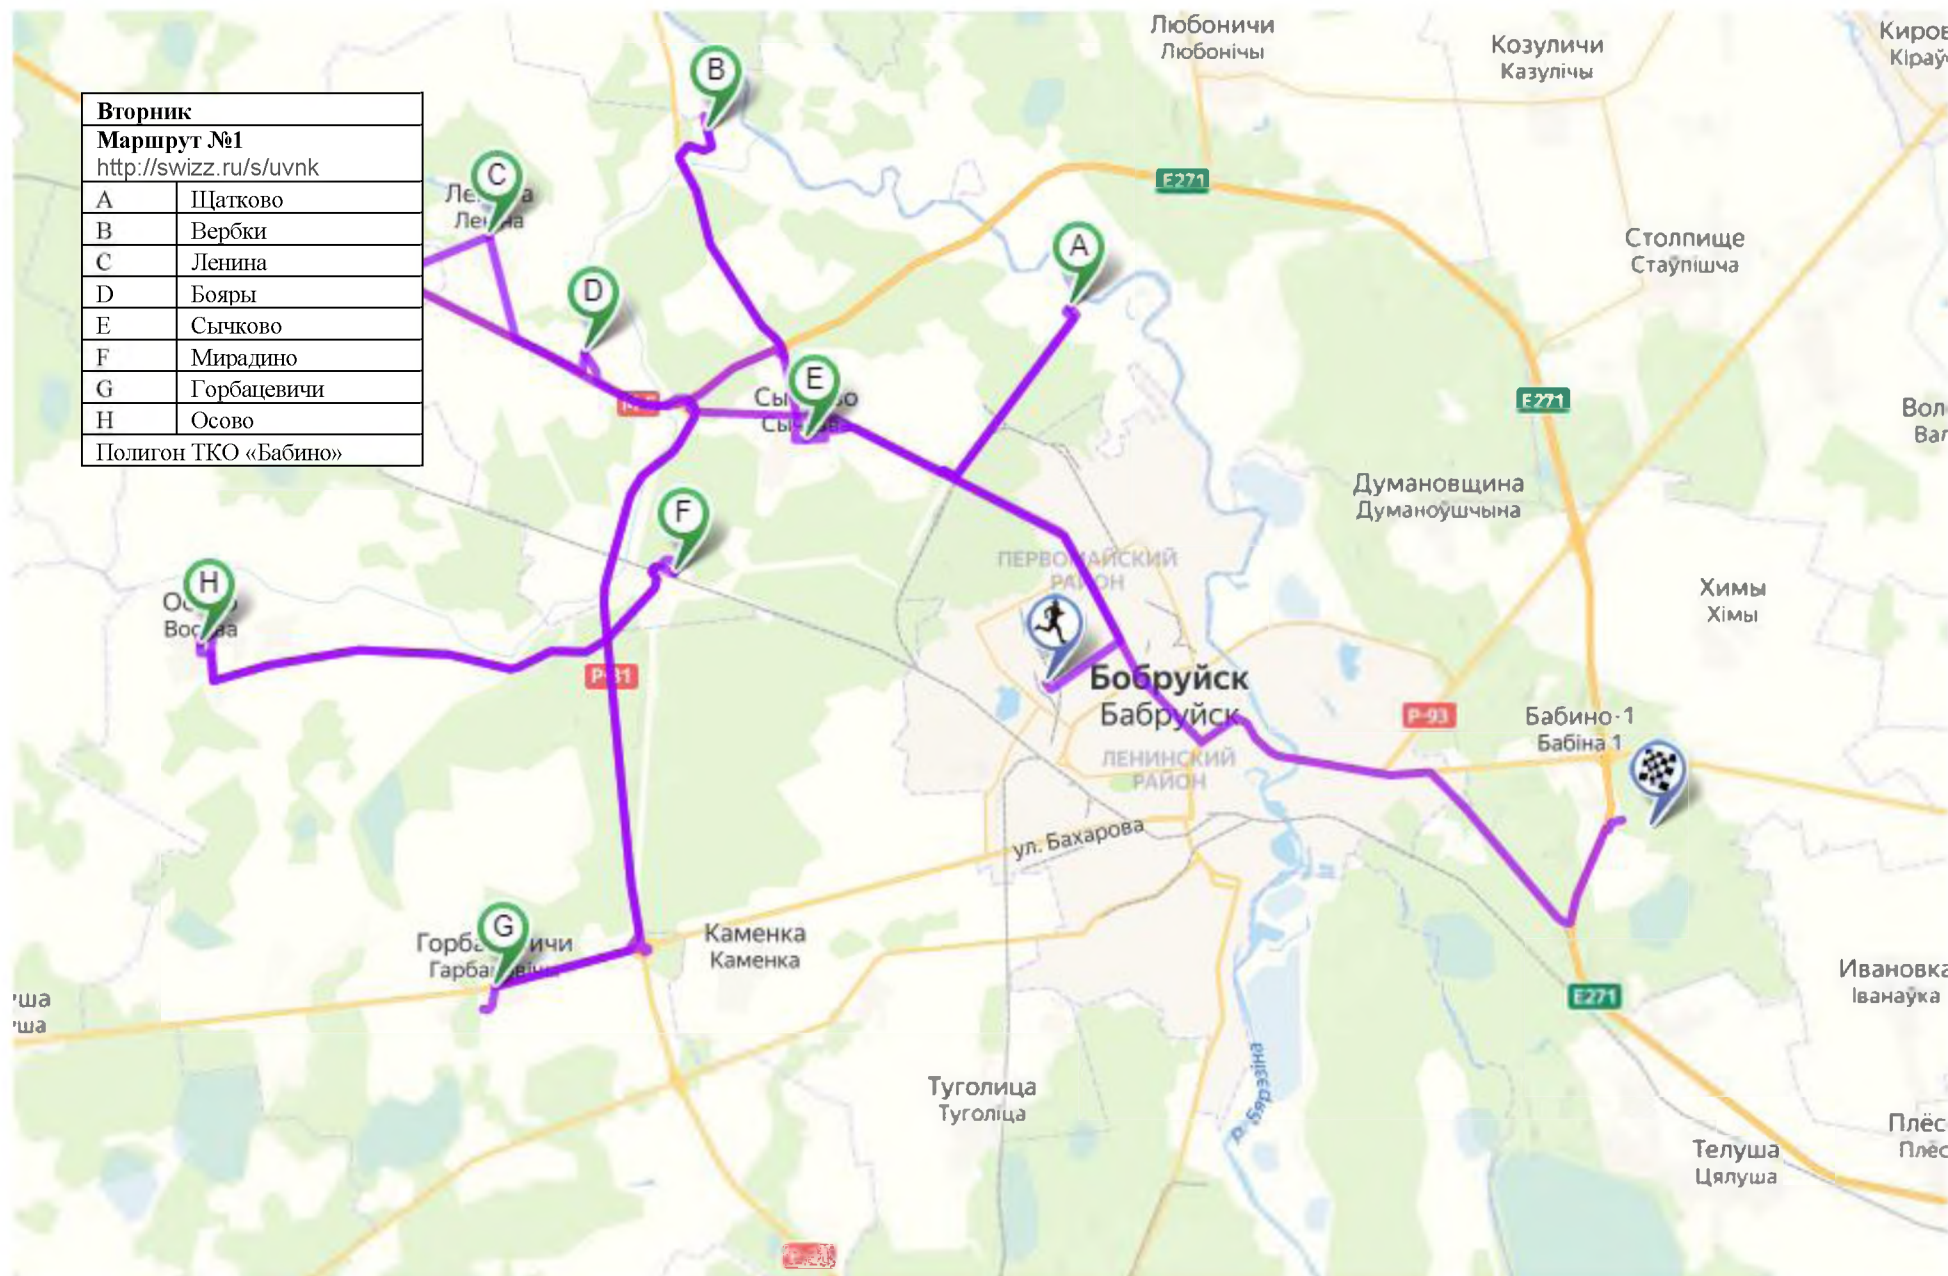 Вторник
Маршрут №1
http://swizz.ru/s/uvnk
A Щатково
B Вербки
C Ленина
D Бояры
E Сычково
F Мирадино
G Горбацевичи
H Осово
Полигон ТКО «Бабино»
Любоничи
Любонічы
Козуличи
Казулічы
B
C
E271
A
Столпище
Стаўпішча
D
E
E271
Думановщина
Думаноўшчына
F
ПЕРВОМАЙСКИЙ
РАЙОН
H
Химы
Хімы
Бобруйск
Бабруйск
P-93
Бабино-1
Бабіна 1
ЛЕНИНСКИЙ
РАЙОН
ул. Бахарова
G
Каменка
Каменка
Ивановка
Іванаўка
E271
Туголица
Туголіца
р. Бярэзіна
Телуша
Цялуша